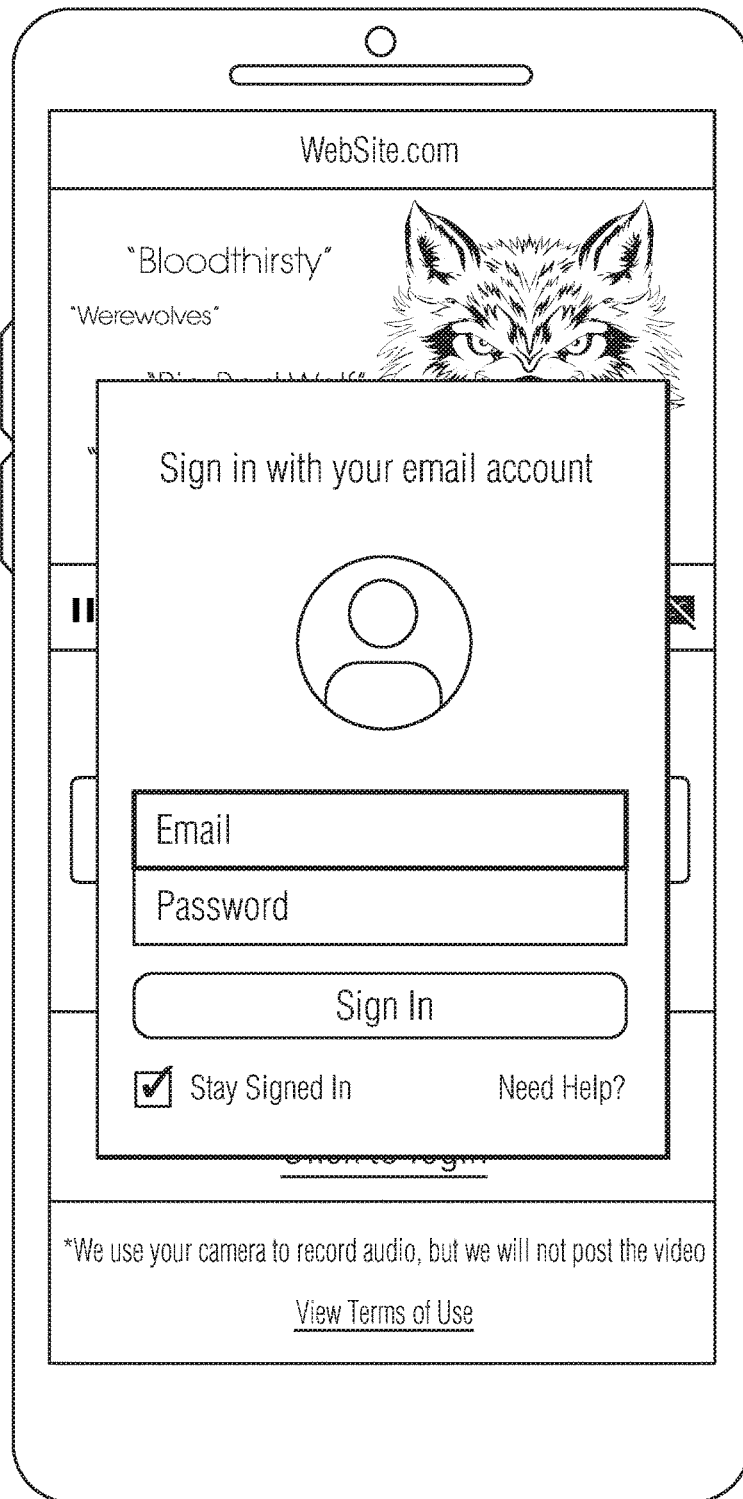 WebSite.com
"Bloodthirsty"
"Werewolves"
Sign in with your email account
Email
Password
Sign In
Stay Signed In
Need Help?
*We use your camera to record audio, but we will not post the video
View Terms of Use